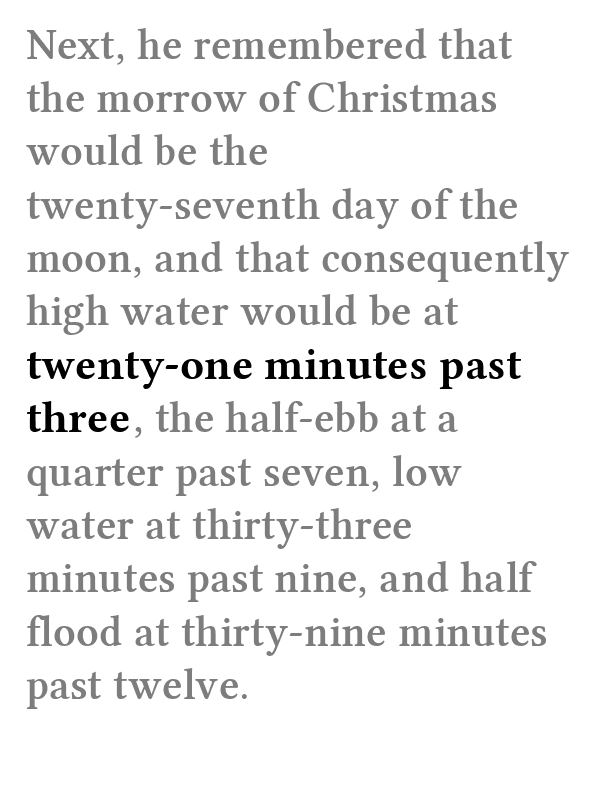 Next, he remembered that
the morrow of Christmas
would be the
twenty-seventh day of the
moon, and that consequently
high water would be at
twenty-one minutes past
three, the half-ebb at a
quarter past seven, low
water at thirty-three
minutes past nine, and half
flood at thirty-nine minutes
past twelve.